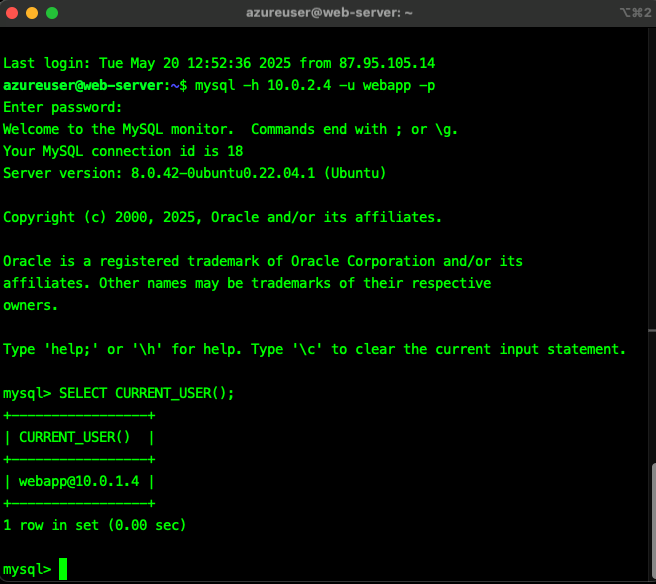 azureuser@web-server: ~
⌥⌘2
Last login: Tue May 20 12:52:36 2025 from 87.95.105.14
azureuser@web-server:~$ mysql -h 10.0.2.4 -u webapp -p
Enter password:
Welcome to the MySQL monitor.  Commands end with ; or \g.
Your MySQL connection id is 18
Server version: 8.0.42-0ubuntu0.22.04.1 (Ubuntu)
Copyright (c) 2000, 2025, Oracle and/or its affiliates.
Oracle is a registered trademark of Oracle Corporation and/or its
affiliates. Other names may be trademarks of their respective
owners.
Type 'help;' or '\h' for help. Type '\c' to clear the current input statement.
mysql> SELECT CURRENT_USER();
+-----------------+
| CURRENT_USER()  |
+-----------------+
| webapp@10.0.1.4 |
+-----------------+
1 row in set (0.00 sec)
mysql>